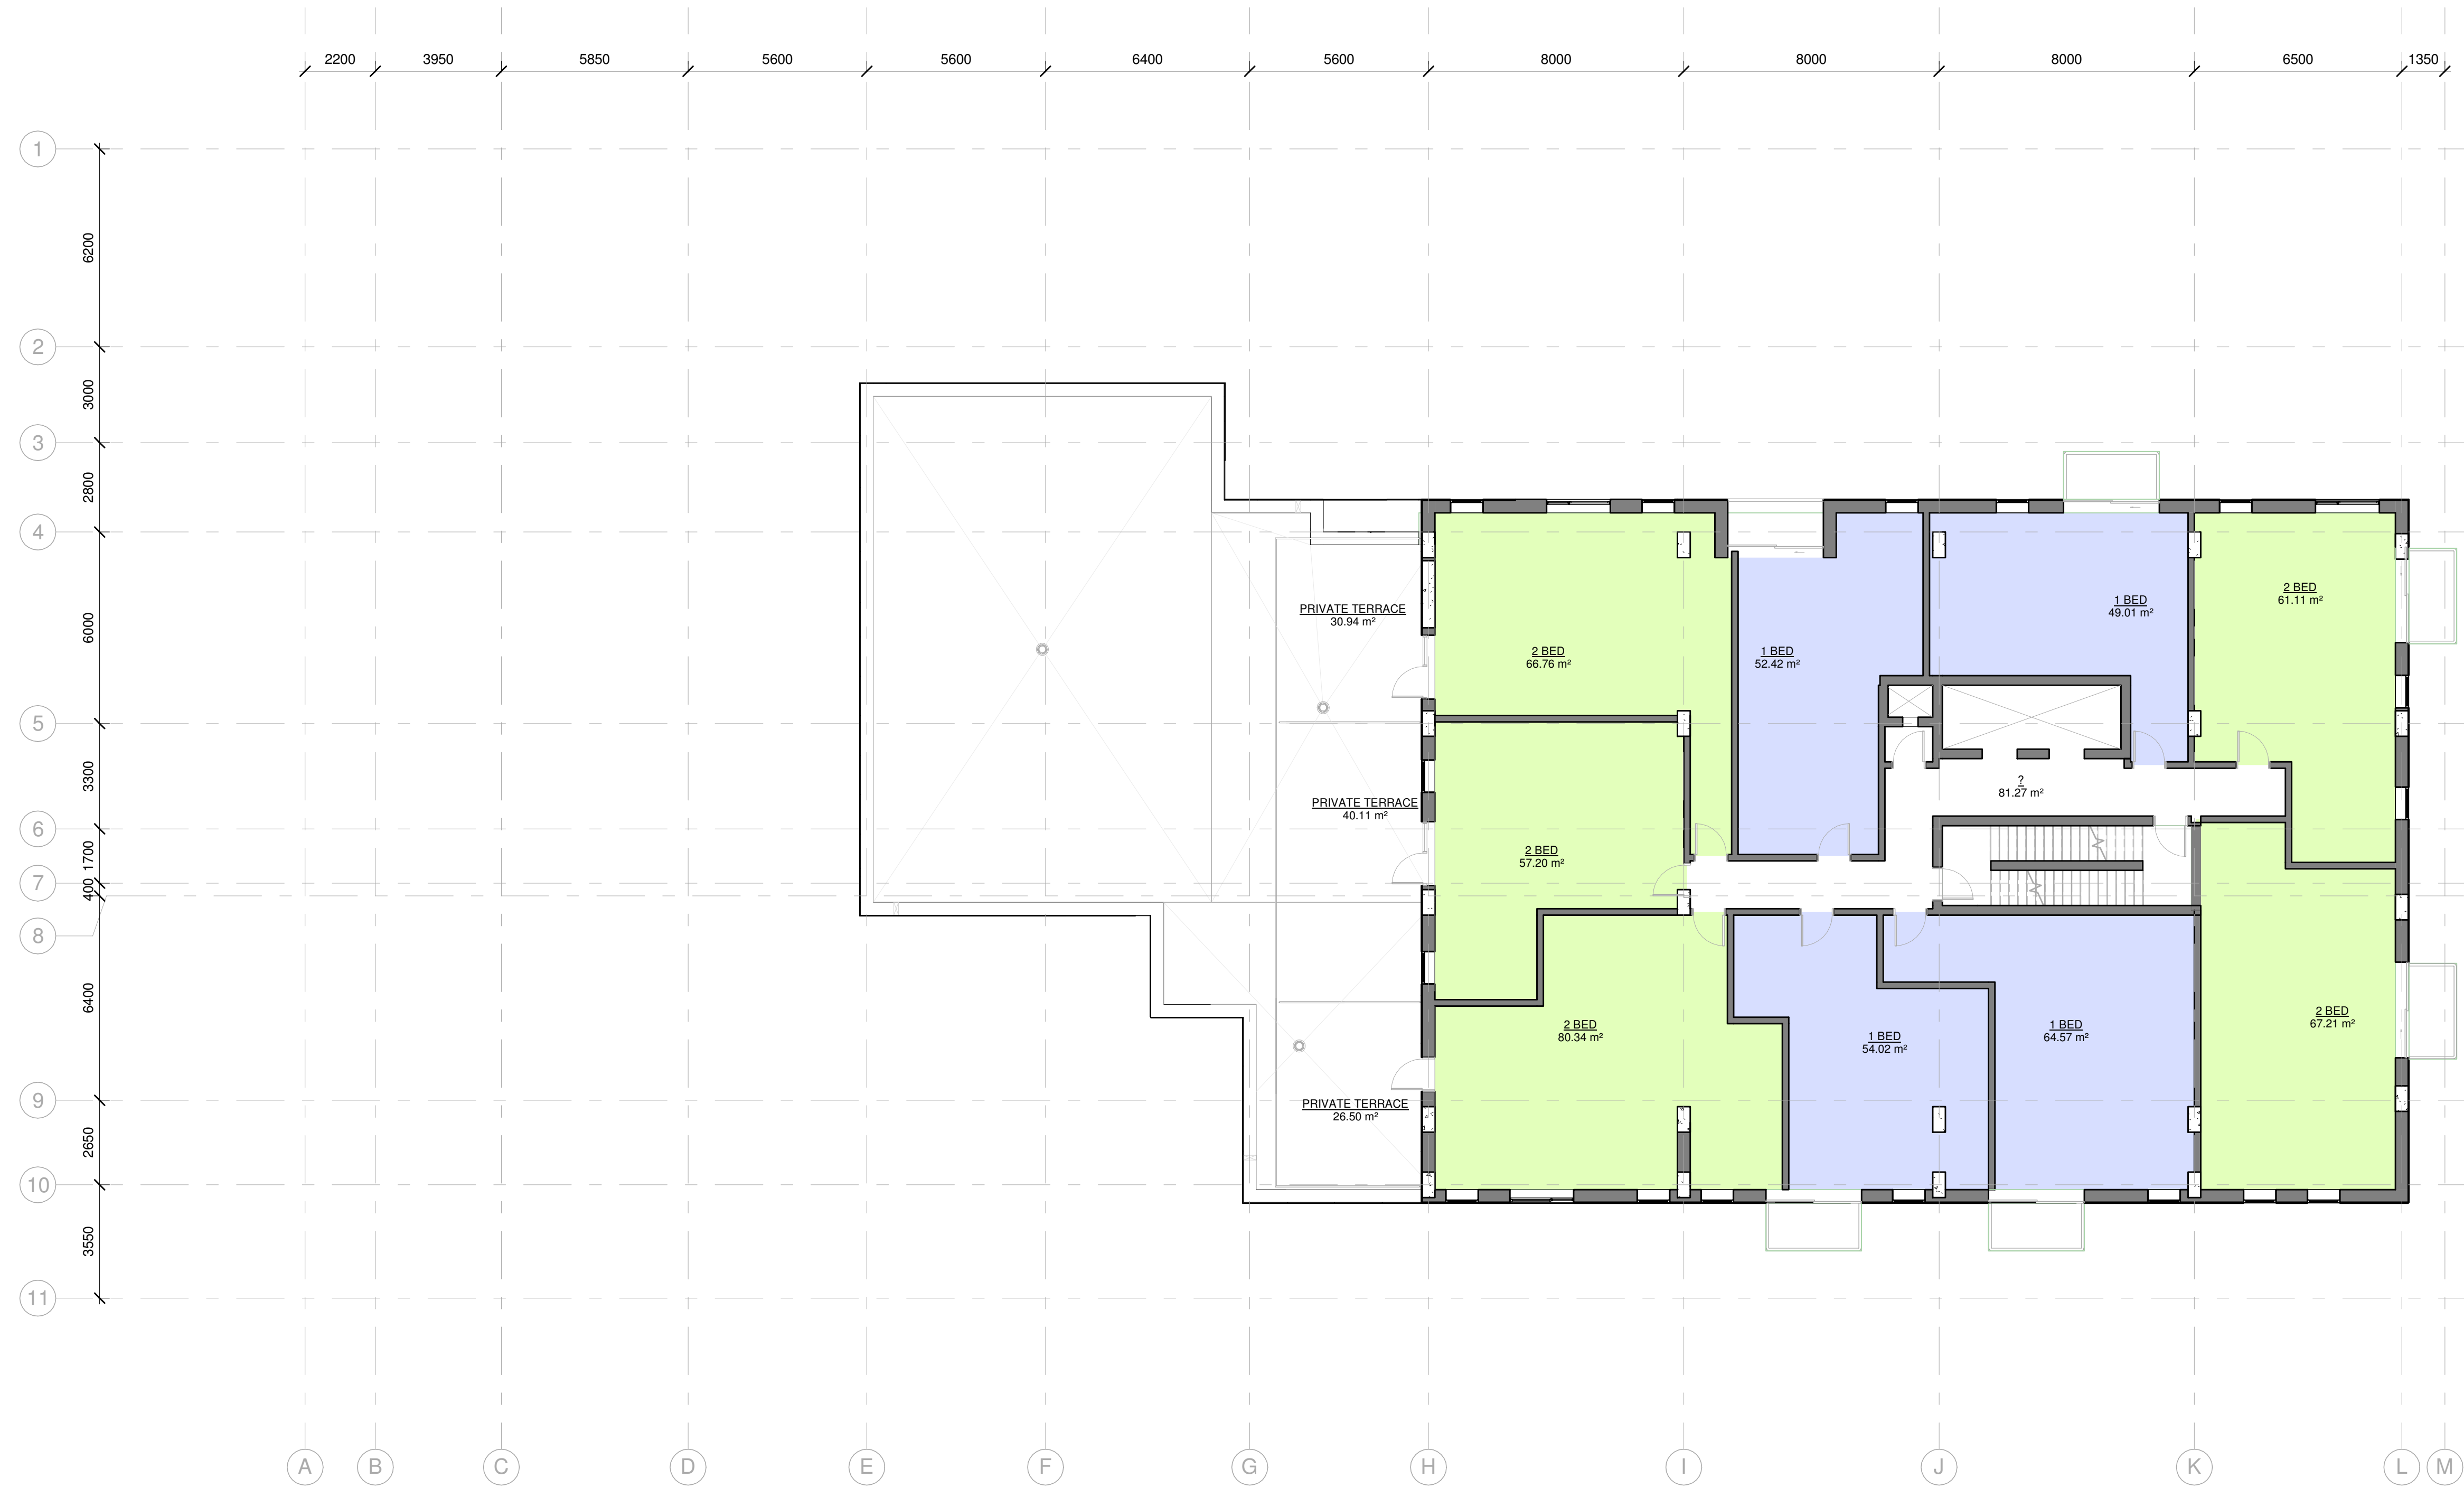 2200 3950 5850 5600 5600 6400 5600 8000 8000 8000 6500 1350
1
6200
2
3000
3
2800
4
6000
5
3300
6
1700
7
400
8
6400
9
2650
10
3550
11
PRIVATE TERRACE
30.94 m²
2 BED
66.76 m²
1 BED
52.42 m²
1 BED
49.01 m²
2 BED
61.11 m²
PRIVATE TERRACE
40.11 m²
2 BED
57.20 m²
?
81.27 m²
PRIVATE TERRACE
26.50 m²
2 BED
80.34 m²
1 BED
54.02 m²
1 BED
64.57 m²
2 BED
67.21 m²
A B C D E F G H I J K L M